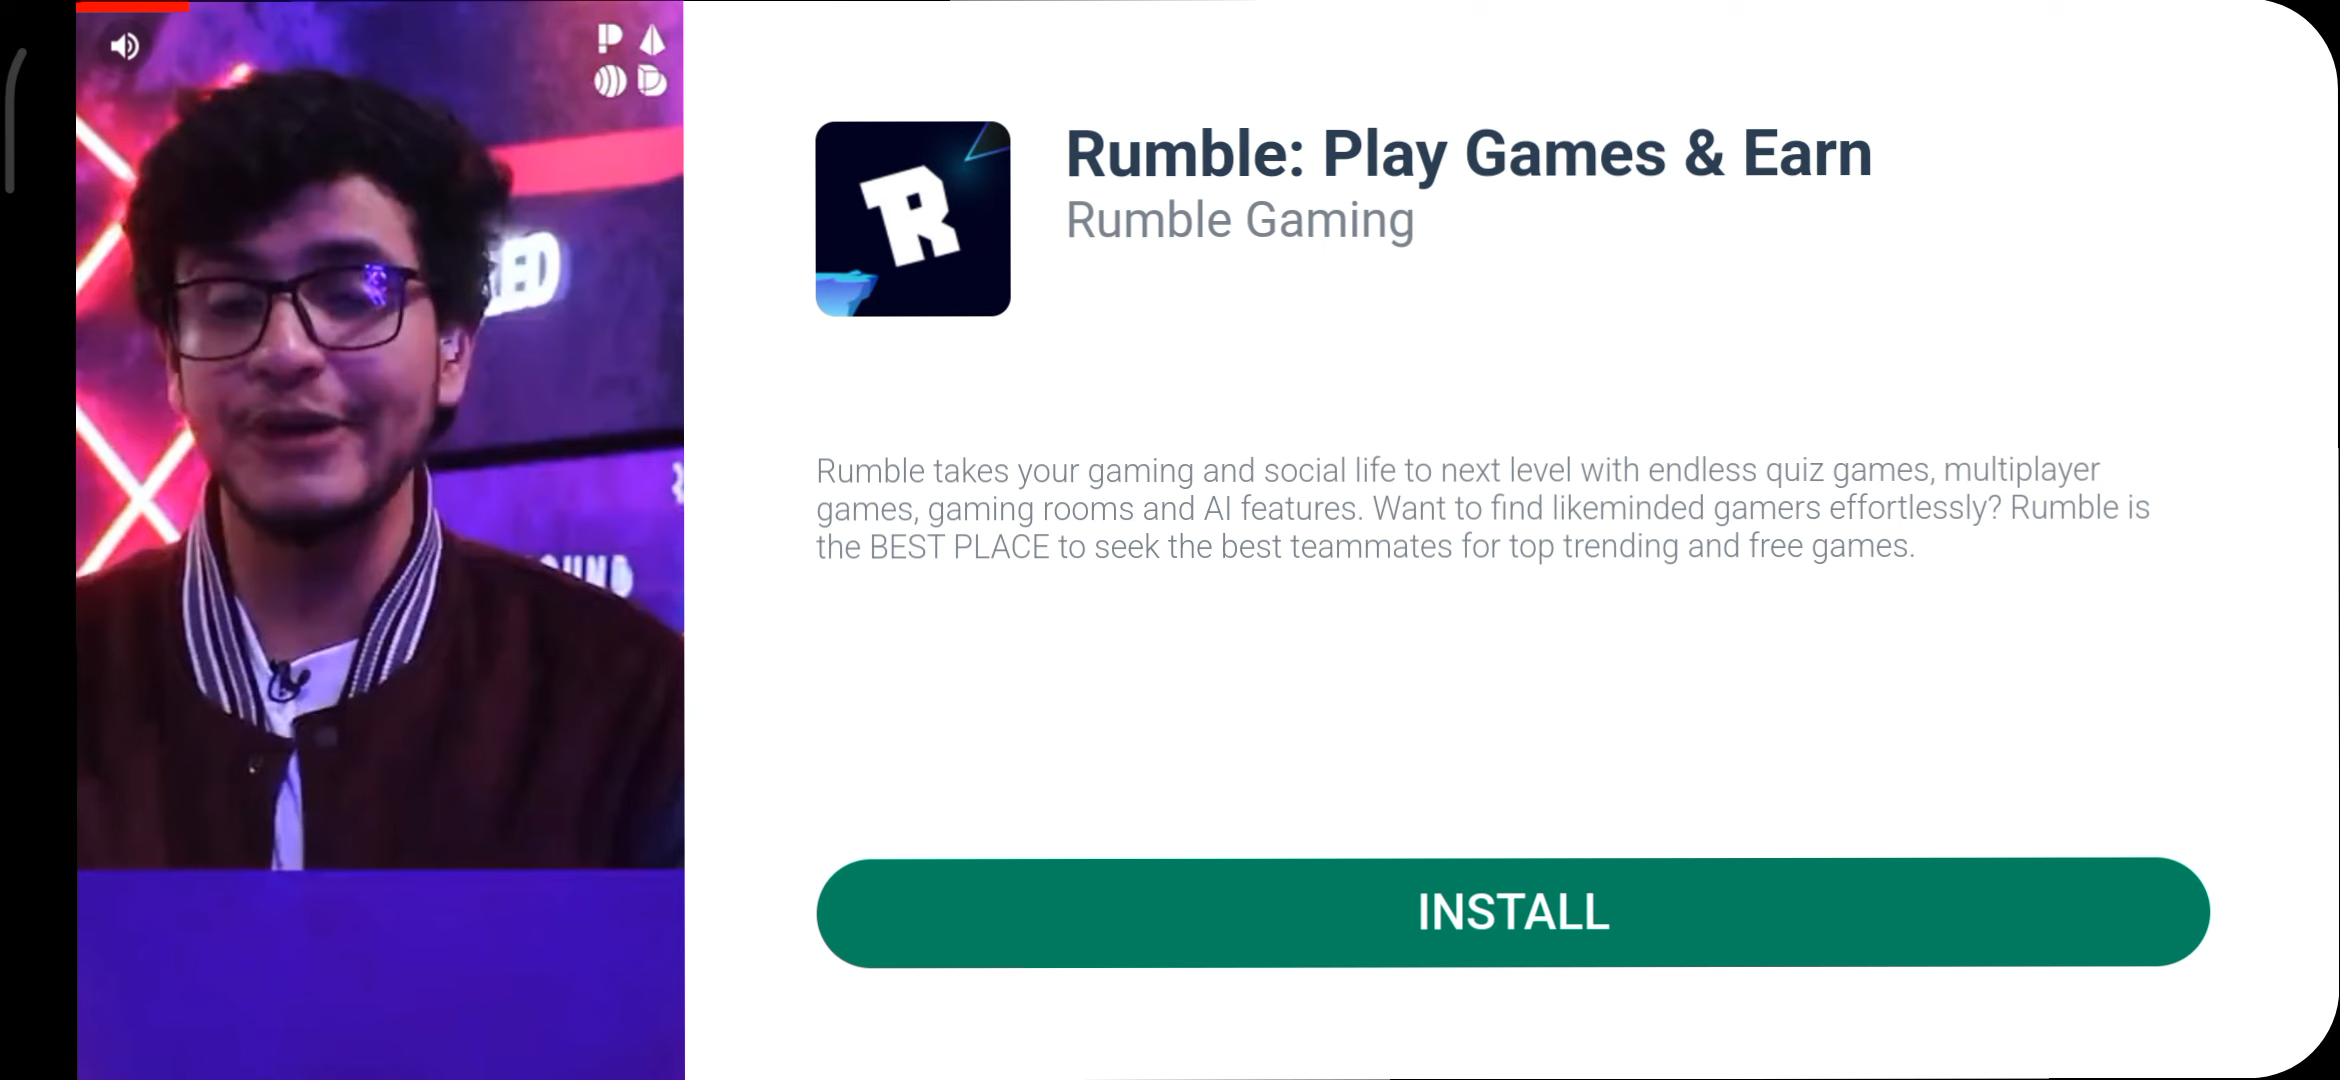 P
D
RED
R
Rumble: Play Games & Earn
Rumble Gaming
Rumble takes your gaming and social life to next level with endless quiz games, multiplayer
games, gaming rooms and AI features. Want to find likeminded gamers effortlessly? Rumble is
the BEST PLACE to seek the best teammates for top trending and free games.
INSTALL